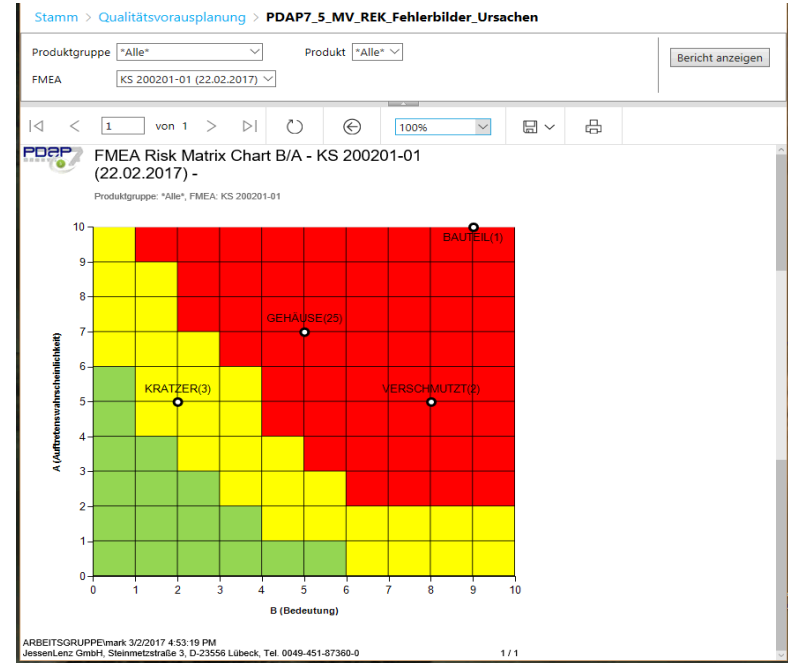 Stamm > Qualitätsvorausplanung > PDAP7_5_MV_REK_Fehlerbilder_Ursachen
Produktgruppe *Alle* Produkt *Alle*
Bericht anzeigen
FMEA KS 200201-01 (22.02.2017)
1 von 1 100%
PDAP
FMEA Risk Matrix Chart B/A - KS 200201-01
(22.02.2017) -
Produktgruppe: *Alle*, FMEA: KS 200201-01
10
BAUTEIL(1)
9
8
GEHÄUSE(25)
7
6
KRATZER(3) VERSCHMUTZT(2)
5
4
3
2
1
0
A (Auftretenswahrscheinlichkeit)
0 1 2 3 4 5 6 7 8 9 10
B (Bedeutung)
ARBEITSGRUPPE\mark 3/2/2017 4:53:19 PM
JessenLenz GmbH, Steinmetzstraße 3, D-23556 Lübeck, Tel. 0049-451-87360-0 1 / 1